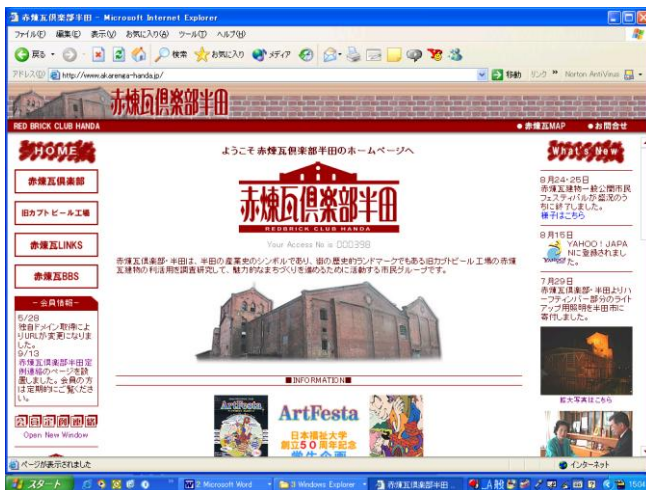 赤煉瓦倶楽部半田 - Microsoft Internet Explorer
ファイル(F) 編集(E) 表示(V) お気に入り(A) ツール(T) ヘルプ(H)
戻る 検索 お気に入り メディア
アドレス(D) http://www.akarenga-handa.jp/ 移動 リンク Norton AntiVirus
赤煉瓦倶楽部半田
RED BRICK CLUB HANDA
●赤煉瓦MAP ●お問合せ
HOME
赤煉瓦倶楽部
旧カブトビール工場
赤煉瓦LINKS
赤煉瓦BBS
－会員情報－
5/28
独自ドメイン取得によ
りURLが変更になりま
した。
9/13
赤煉瓦倶楽部半田定
例連絡のページを設
置しました。会員の方
は定期的にご覧くださ
い。
Open New Window
ようこそ 赤煉瓦倶楽部半田のホームページへ
赤煉瓦倶楽部半田
REDBRICK CLUB HANDA
Your Access No is 000398
赤煉瓦倶楽部・半田は、半田の産業史のシンボルであり、街の歴史的ランドマークでもある旧カブトビール工場の赤煉
瓦建物の利活用を調査研究して、魅力的なまちづくりを進めるために活動する市民グループです。
■INFORMATION■
ArtFesta
ArtFesta
日本福祉大学
創立50周年記念
学生企画
What's New
8月24・25日
赤煉瓦建物一般公開市民
フェスティバルが盛況のう
ちに終了しました。
様子はこちら
8月15日
YAHOO！JAPA
Nに登録されまし
た。
7月29日
赤煉瓦倶楽部・半田よりハ
ーフティンバー部分のライト
アップ用照明を半田市に
寄付しました。
拡大写真はこちら
ページが表示されました
インターネット
スタート
2 Microsoft Word
3 Windows Explorer
赤煉瓦倶楽部半田...
A 般
15:04